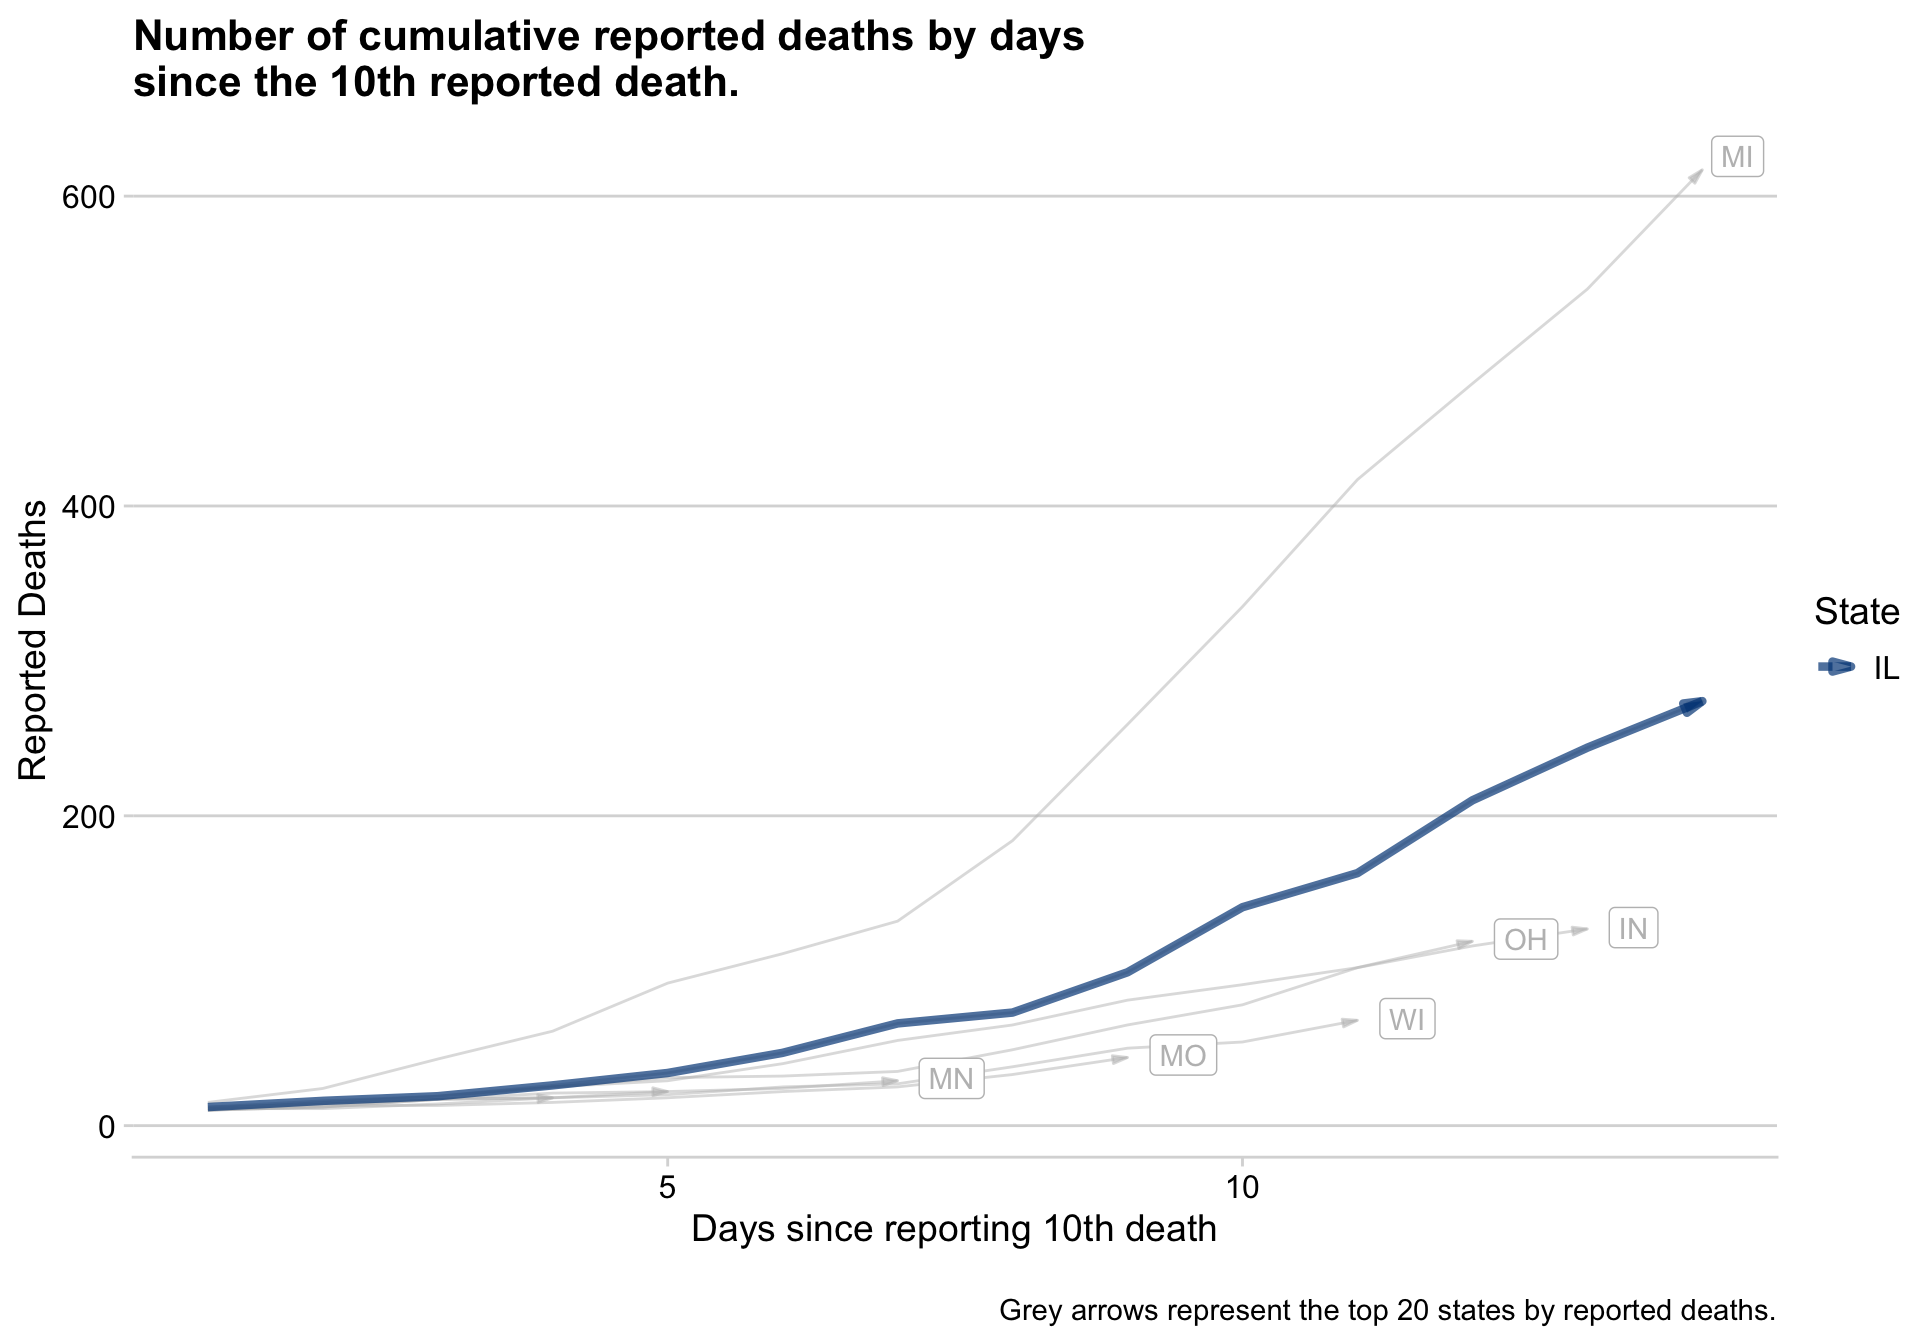 Number of cumulative reported deaths by days
since the 10th reported death.
MI
600
400
Reported Deaths
State
IL
200
IN
OH
WI
MO
MN
0
5
10
Days since reporting 10th death
Grey arrows represent the top 20 states by reported deaths.